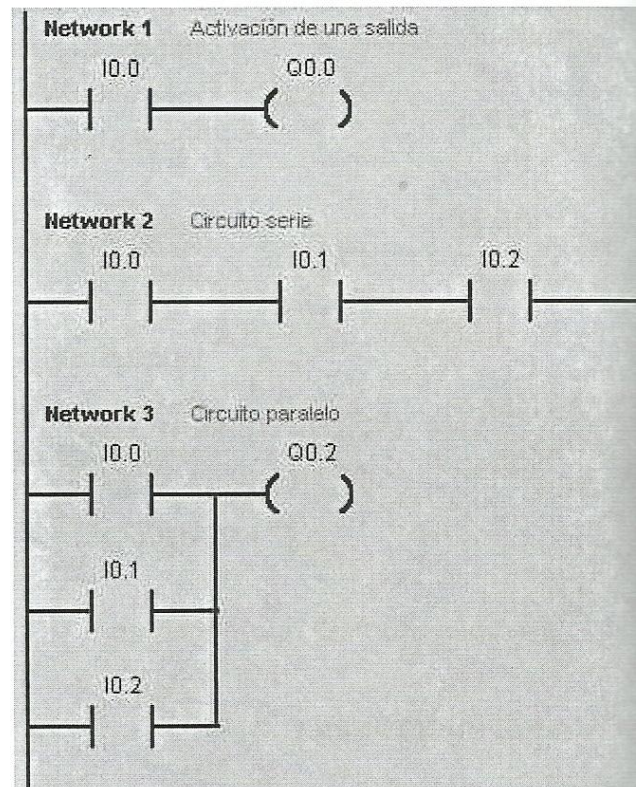 Network 1 Activación de una salida
I0.0 Q0.0
Network 2 Circuito serie
I0.0 I0.1 I0.2
Network 3 Circuito paralelo
I0.0 Q0.2
I0.1
I0.2